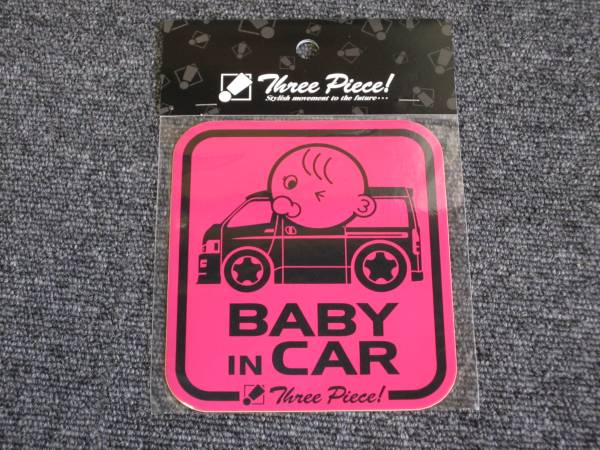 Three Piece!
Stylish movement to the future・・・
BABY
IN CAR
Three Piece!